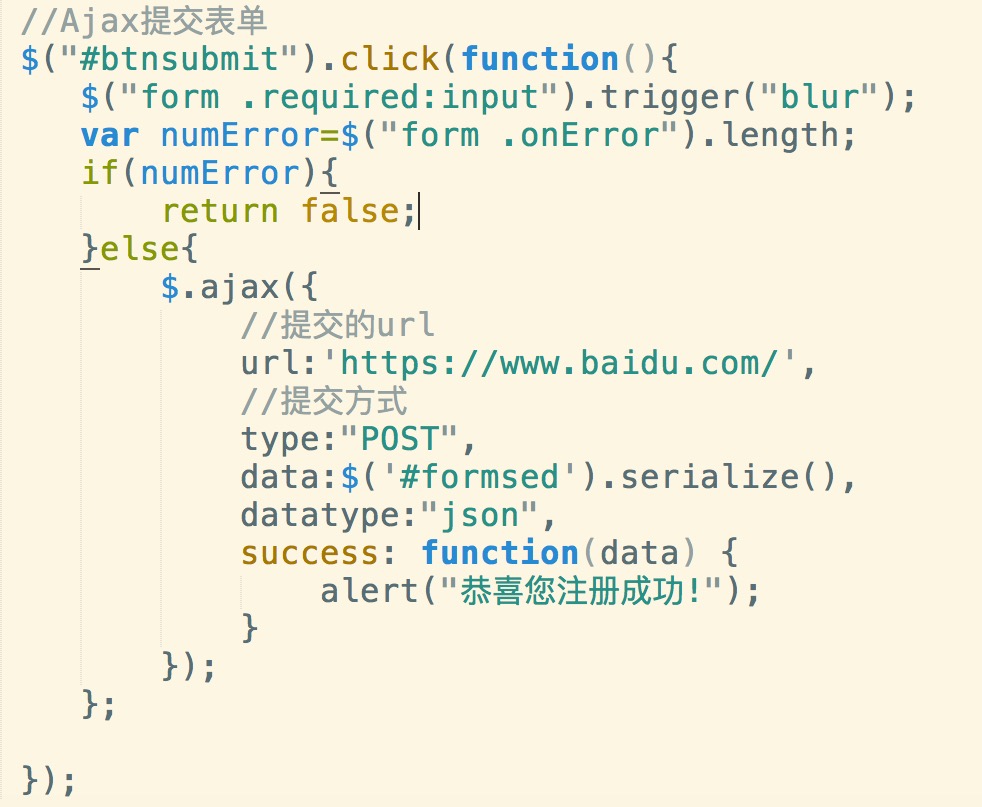 //Ajax提交表单
$("#btnsubmit").click(function(){
    $("form .required:input").trigger("blur");
    var numError=$("form .onError").length;
    if(numError){
        return false;
    }else{
        $.ajax({
            //提交的url
            url:'https://www.baidu.com/',
            //提交方式
            type:"POST",
            data:$('#formsed').serialize(),
            datatype:"json",
            success: function(data) {
                alert("恭喜您注册成功!");
            }
        });
    };
});